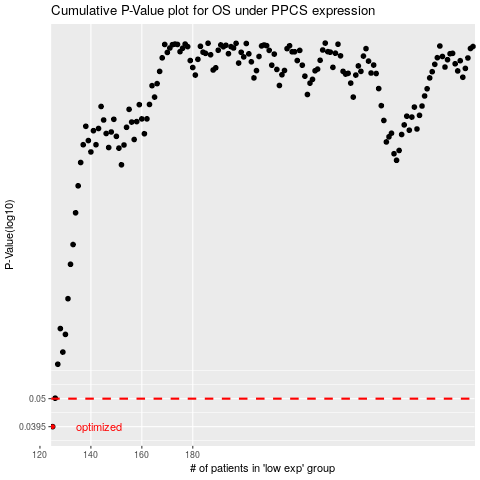 Cumulative P-Value plot for OS under PPCS expression
P-Value(log10)
0.05
0.0395
optimized
120 140 160 180
# of patients in 'low exp' group